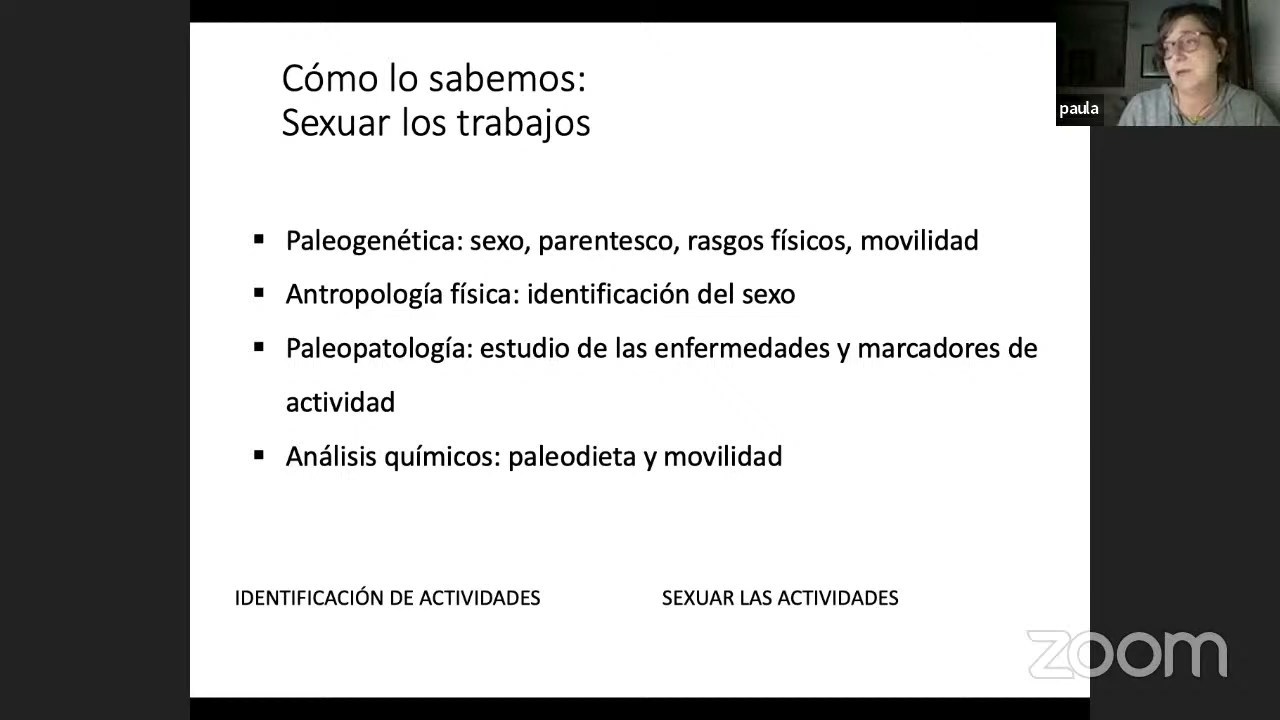 Cómo lo sabemos:
Sexuar los trabajos
paula
▪ Paleogenética: sexo, parentesco, rasgos físicos, movilidad
▪ Antropología física: identificación del sexo
▪ Paleopatología: estudio de las enfermedades y marcadores de
actividad
▪ Análisis químicos: paleodieta y movilidad
IDENTIFICACIÓN DE ACTIVIDADES
SEXUAR LAS ACTIVIDADES
zoom